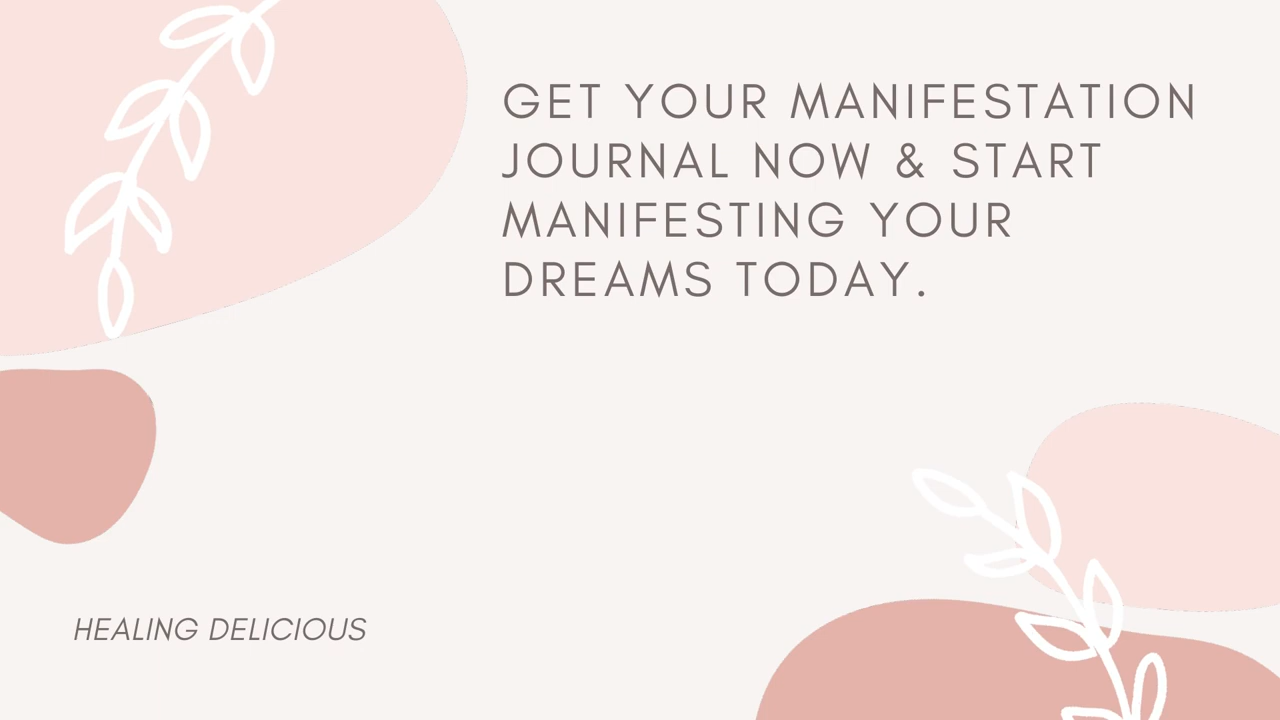 GET YOUR MANIFESTATION
JOURNAL NOW & START
MANIFESTING YOUR
DREAMS TODAY.
HEALING DELICIOUS